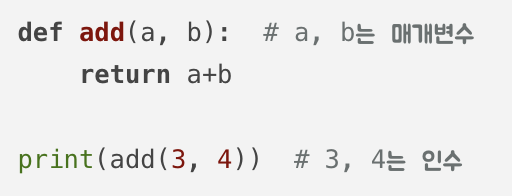 def add(a, b):  # a, b는 매개변수
    return a+b
print(add(3, 4))  # 3, 4는 인수